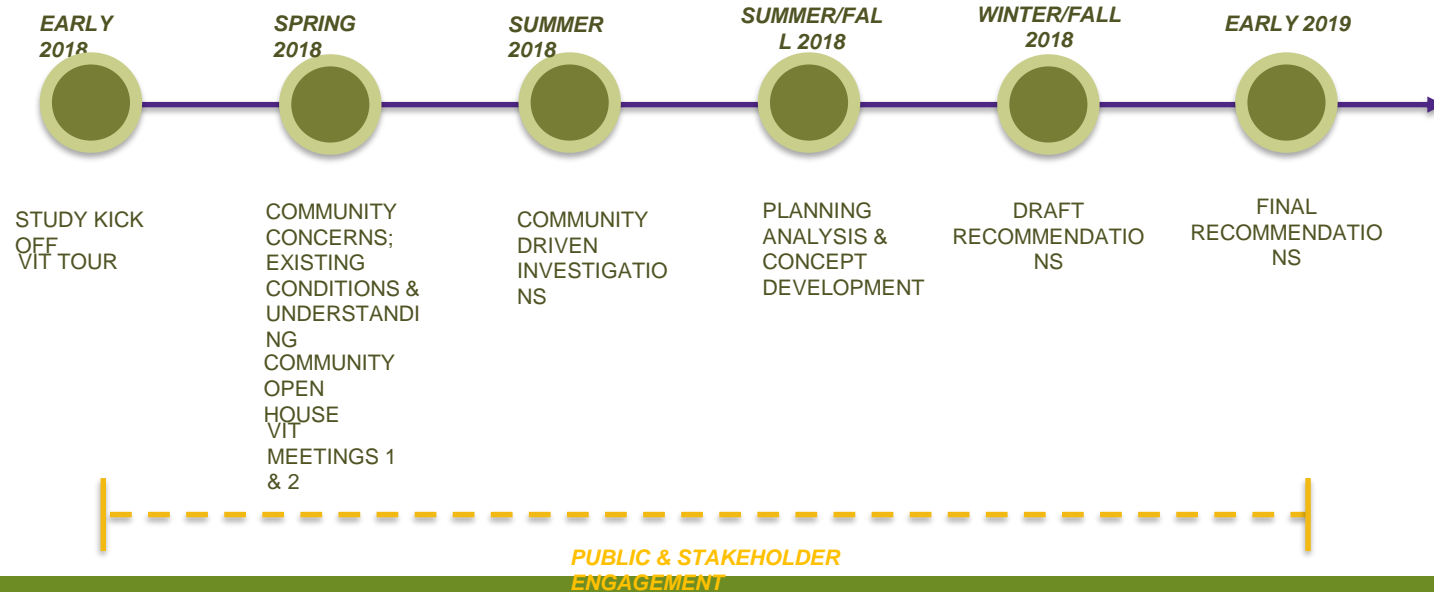 EARLY
2018
SPRING
2018
SUMMER
2018
SUMMER/FAL
L 2018
WINTER/FALL
2018
EARLY 2019
STUDY KICK
OFF
VIT TOUR
COMMUNITY
CONCERNS;
EXISTING
CONDITIONS &
UNDERSTANDI
NG
COMMUNITY
OPEN
HOUSE
VIT
MEETINGS 1
& 2
COMMUNITY
DRIVEN
INVESTIGATIO
NS
PLANNING
ANALYSIS &
CONCEPT
DEVELOPMENT
DRAFT
RECOMMENDATIO
NS
FINAL
RECOMMENDATIO
NS
PUBLIC & STAKEHOLDER
ENGAGEMENT